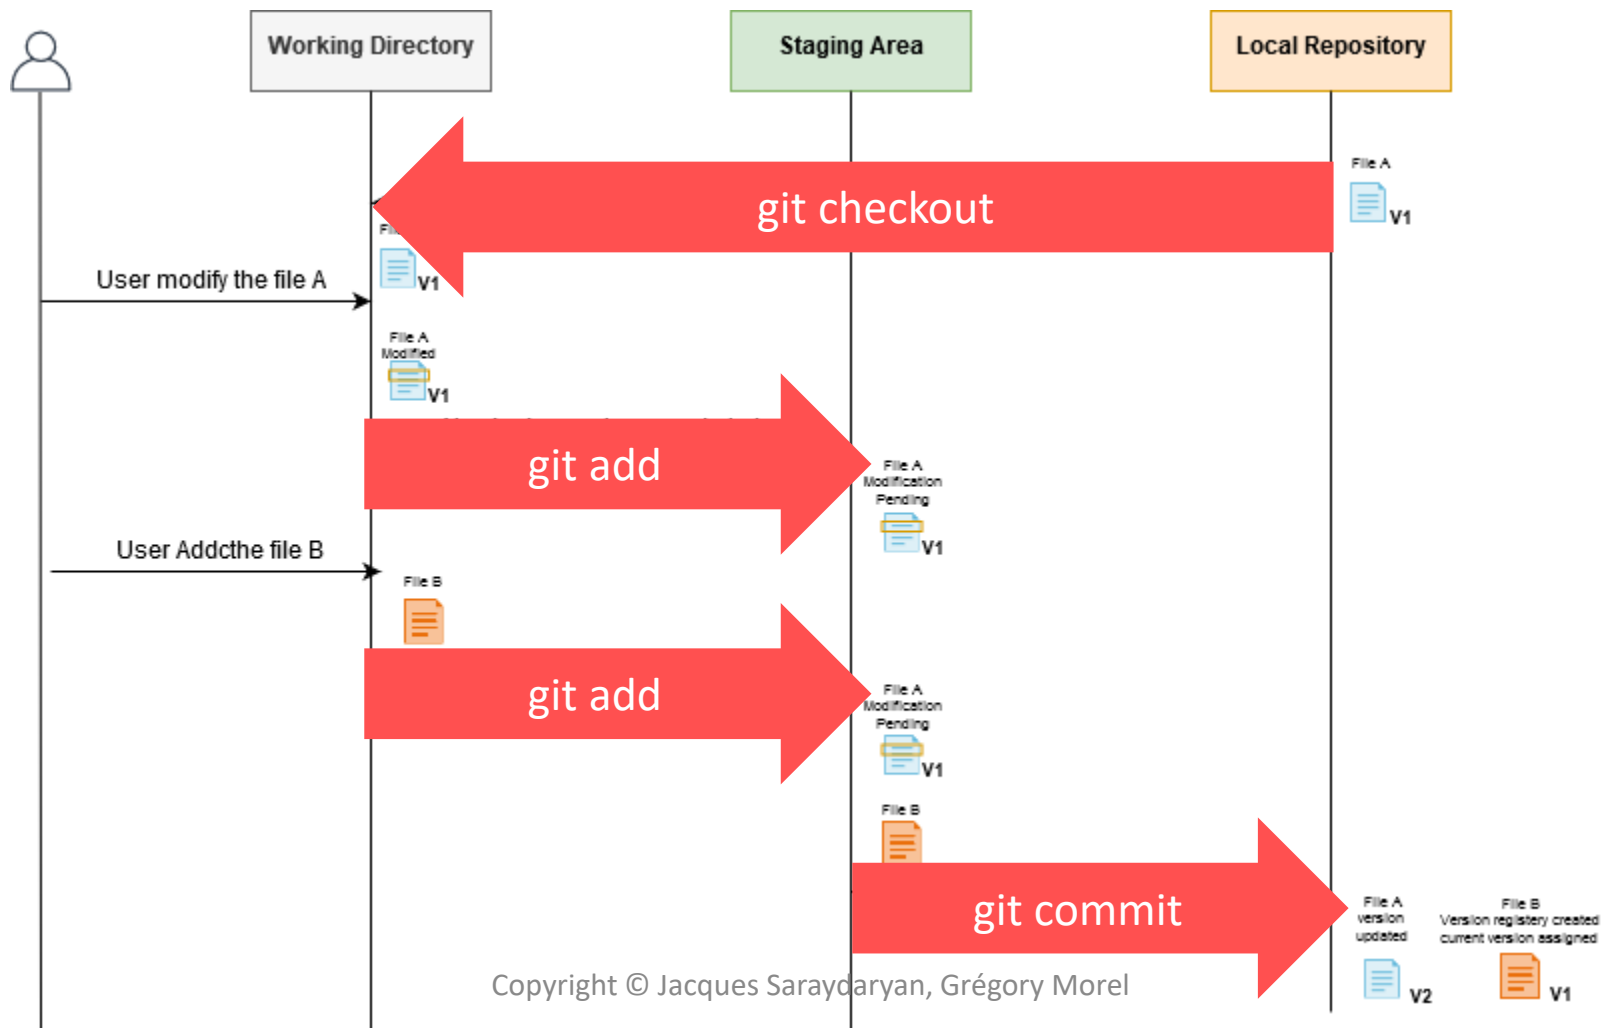 Working Directory
Staging Area
Local Repository
File A
git checkout
V1
V1
User modify the file A
File A
Modified
V1
git add
File A
Modification
Pending
V1
User Addcthe file B
File B
git add
File A
Modification
Pending
V1
File B
git commit
File A
version
updated
File B
Version registery created
current version assigned
V2
V1
Copyright © Jacques Saraydaryan, Grégory Morel